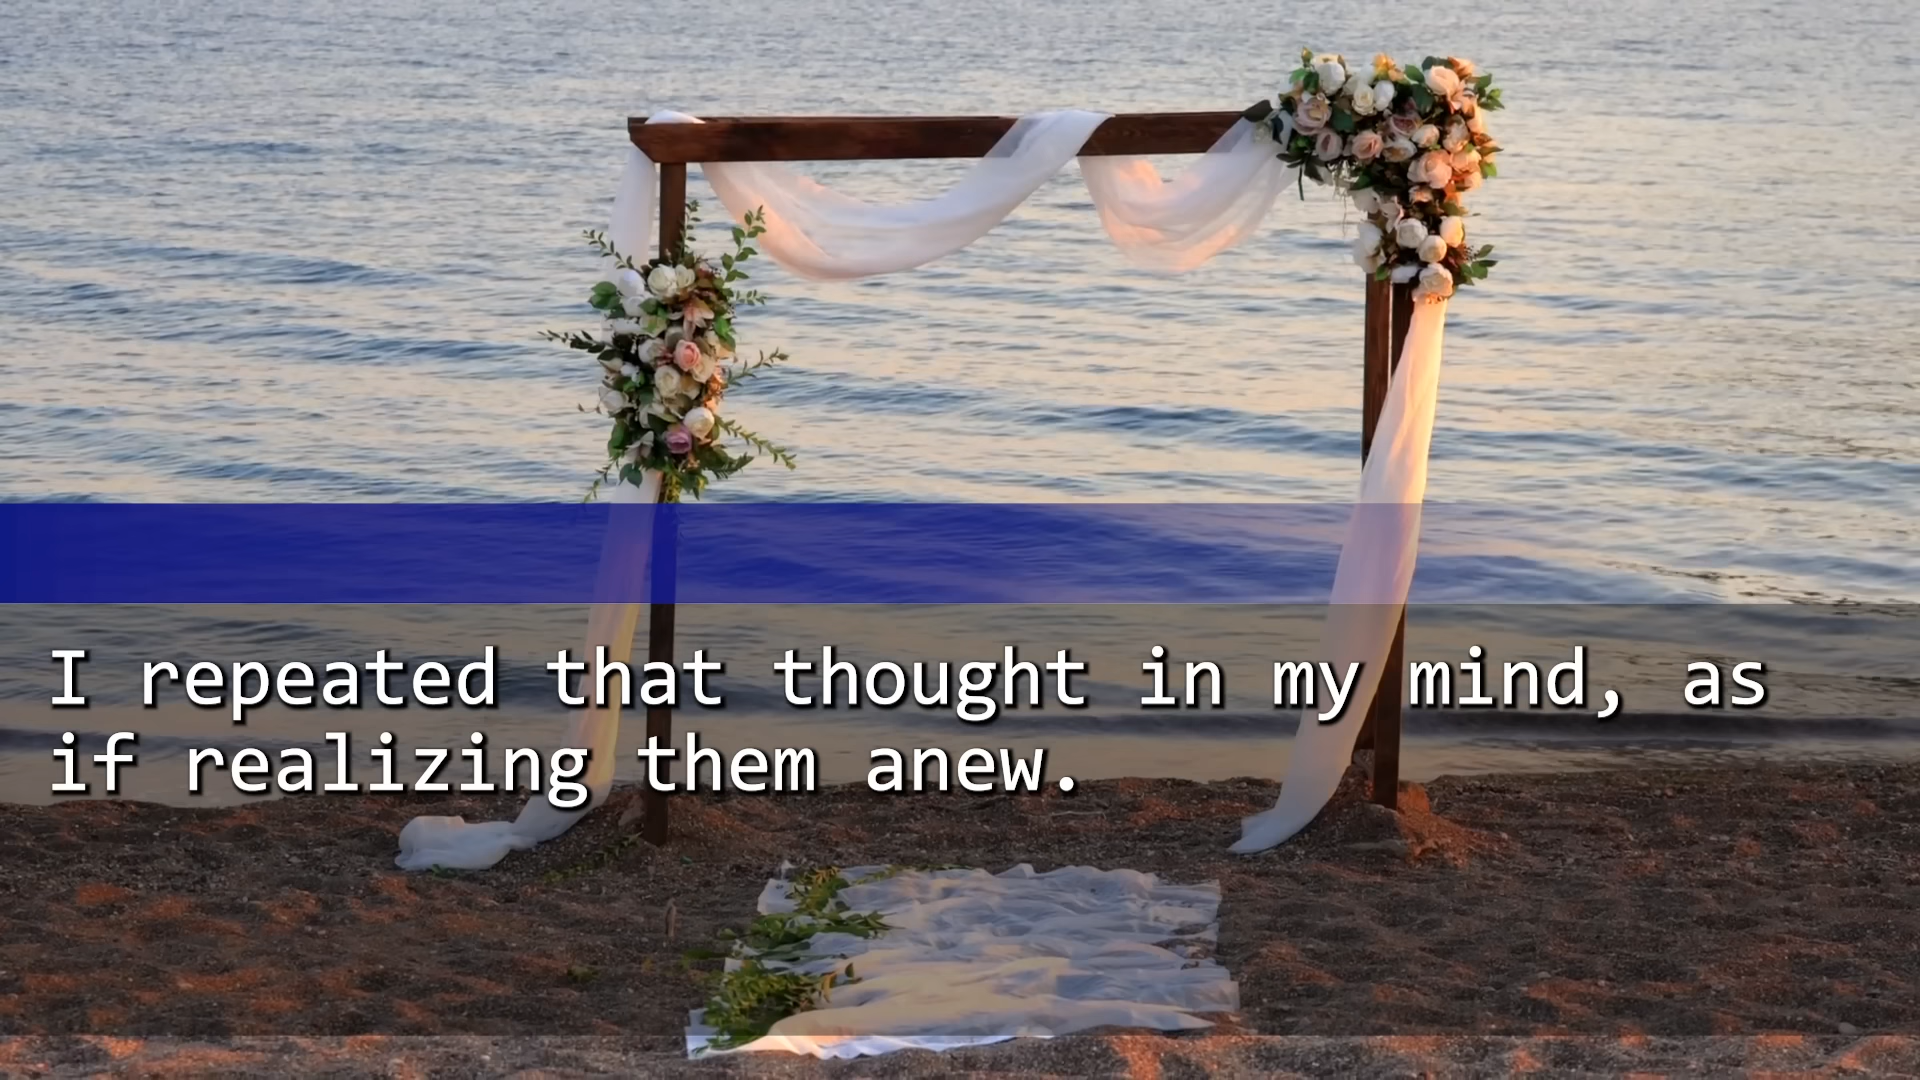 I repeated that thought in my mind, as
if realizing them anew.